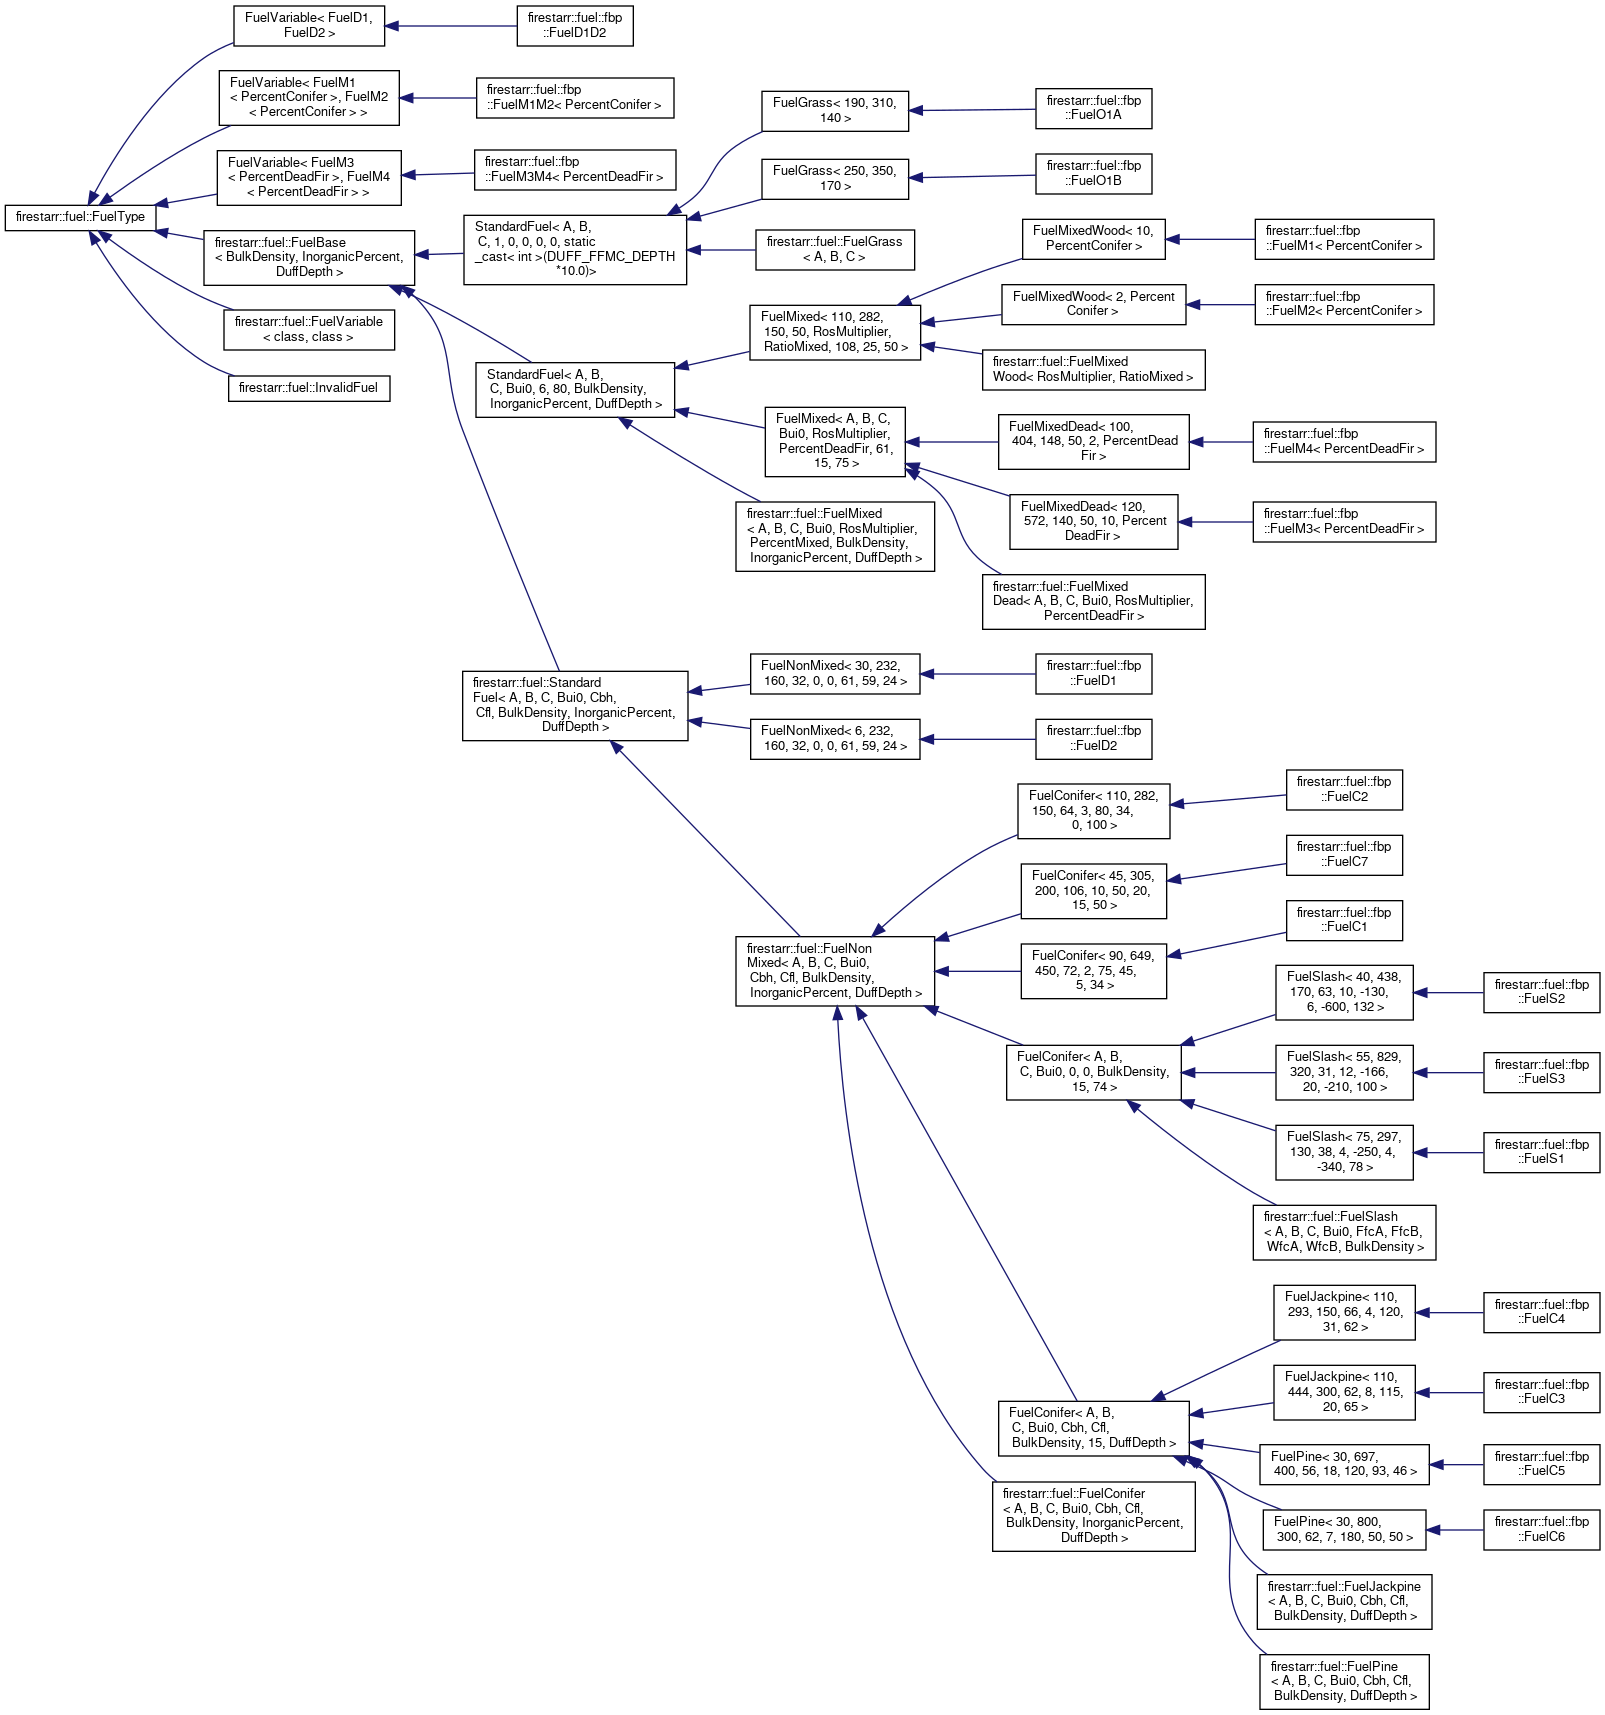 FuelVariable< FuelD1,
FuelD2 >
firestarr::fuel::fbp
::FuelD1D2
FuelVariable< FuelM1
< PercentConifer >, FuelM2
< PercentConifer > >
firestarr::fuel::fbp
::FuelM1M2< PercentConifer >
FuelVariable< FuelM3
< PercentDeadFir >, FuelM4
< PercentDeadFir > >
firestarr::fuel::fbp
::FuelM3M4< PercentDeadFir >
firestarr::fuel::FuelType
firestarr::fuel::FuelBase
< BulkDensity, InorganicPercent,
DuffDepth >
firestarr::fuel::FuelVariable
< class, class >
firestarr::fuel::InvalidFuel
StandardFuel< A, B,
C, 1, 0, 0, 0, 0, static
_cast< int >(DUFF_FFMC_DEPTH
*10.0)>
FuelGrass< 190, 310,
140 >
firestarr::fuel::fbp
::FuelO1A
FuelGrass< 250, 350,
170 >
firestarr::fuel::fbp
::FuelO1B
firestarr::fuel::FuelGrass
< A, B, C >
StandardFuel< A, B,
C, Bui0, 6, 80, BulkDensity,
InorganicPercent, DuffDepth >
FuelMixed< 110, 282,
150, 50, RosMultiplier,
RatioMixed, 108, 25, 50 >
FuelMixedWood< 10,
PercentConifer >
firestarr::fuel::fbp
::FuelM1< PercentConifer >
FuelMixedWood< 2, Percent
Conifer >
firestarr::fuel::fbp
::FuelM2< PercentConifer >
firestarr::fuel::FuelMixed
Wood< RosMultiplier, RatioMixed >
FuelMixed< A, B, C,
Bui0, RosMultiplier,
PercentDeadFir, 61,
15, 75 >
FuelMixedDead< 100,
404, 148, 50, 2, PercentDead
Fir >
firestarr::fuel::fbp
::FuelM4< PercentDeadFir >
FuelMixedDead< 120,
572, 140, 50, 10, Percent
DeadFir >
firestarr::fuel::fbp
::FuelM3< PercentDeadFir >
firestarr::fuel::FuelMixed
Dead< A, B, C, Bui0, RosMultiplier,
PercentDeadFir >
firestarr::fuel::FuelMixed
< A, B, C, Bui0, RosMultiplier,
PercentMixed, BulkDensity,
InorganicPercent, DuffDepth >
firestarr::fuel::Standard
Fuel< A, B, C, Bui0, Cbh,
Cfl, BulkDensity, InorganicPercent,
DuffDepth >
FuelNonMixed< 30, 232,
160, 32, 0, 0, 61, 59, 24 >
firestarr::fuel::fbp
::FuelD1
FuelNonMixed< 6, 232,
160, 32, 0, 0, 61, 59, 24 >
firestarr::fuel::fbp
::FuelD2
firestarr::fuel::FuelNon
Mixed< A, B, C, Bui0,
Cbh, Cfl, BulkDensity,
InorganicPercent, DuffDepth >
FuelConifer< 110, 282,
150, 64, 3, 80, 34,
0, 100 >
firestarr::fuel::fbp
::FuelC2
FuelConifer< 45, 305,
200, 106, 10, 50, 20,
15, 50 >
firestarr::fuel::fbp
::FuelC7
FuelConifer< 90, 649,
450, 72, 2, 75, 45,
5, 34 >
firestarr::fuel::fbp
::FuelC1
FuelConifer< A, B,
C, Bui0, 0, 0, BulkDensity,
15, 74 >
FuelSlash< 40, 438,
170, 63, 10, -130,
6, -600, 132 >
firestarr::fuel::fbp
::FuelS2
FuelSlash< 55, 829,
320, 31, 12, -166,
20, -210, 100 >
firestarr::fuel::fbp
::FuelS3
FuelSlash< 75, 297,
130, 38, 4, -250, 4,
-340, 78 >
firestarr::fuel::fbp
::FuelS1
firestarr::fuel::FuelSlash
< A, B, C, Bui0, FfcA, FfcB,
WfcA, WfcB, BulkDensity >
FuelConifer< A, B,
C, Bui0, Cbh, Cfl,
BulkDensity, 15, DuffDepth >
FuelJackpine< 110,
293, 150, 66, 4, 120,
31, 62 >
firestarr::fuel::fbp
::FuelC4
FuelJackpine< 110,
444, 300, 62, 8, 115,
20, 65 >
firestarr::fuel::fbp
::FuelC3
FuelPine< 30, 697,
400, 56, 18, 120, 93, 46 >
firestarr::fuel::fbp
::FuelC5
FuelPine< 30, 800,
300, 62, 7, 180, 50, 50 >
firestarr::fuel::fbp
::FuelC6
firestarr::fuel::FuelJackpine
< A, B, C, Bui0, Cbh, Cfl,
BulkDensity, DuffDepth >
firestarr::fuel::FuelPine
< A, B, C, Bui0, Cbh, Cfl,
BulkDensity, DuffDepth >
firestarr::fuel::FuelConifer
< A, B, C, Bui0, Cbh, Cfl,
BulkDensity, InorganicPercent,
DuffDepth >